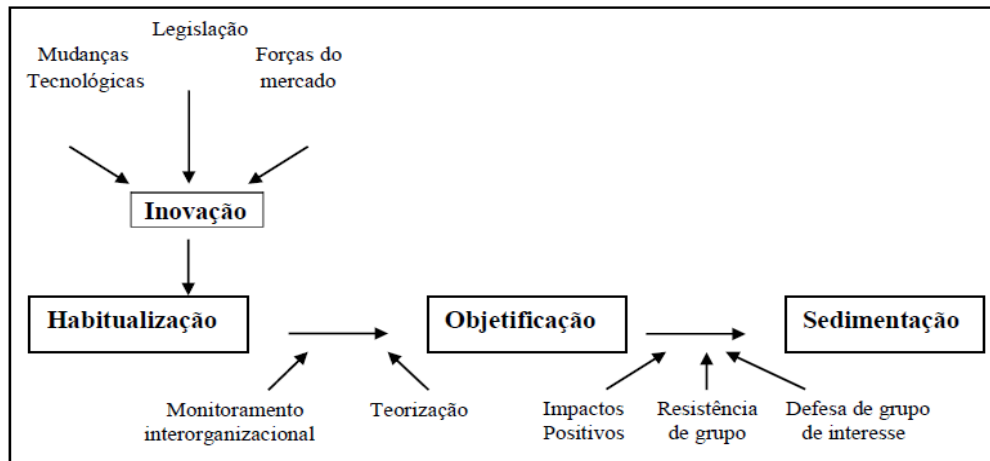 Legislação
Mudanças
Tecnológicas
Forças do
mercado
Inovação
Habitualização
Objetificação
Sedimentação
Monitoramento
interorganizacional
Teorização
Impactos
Positivos
Resistência
de grupo
Defesa de grupo
de interesse